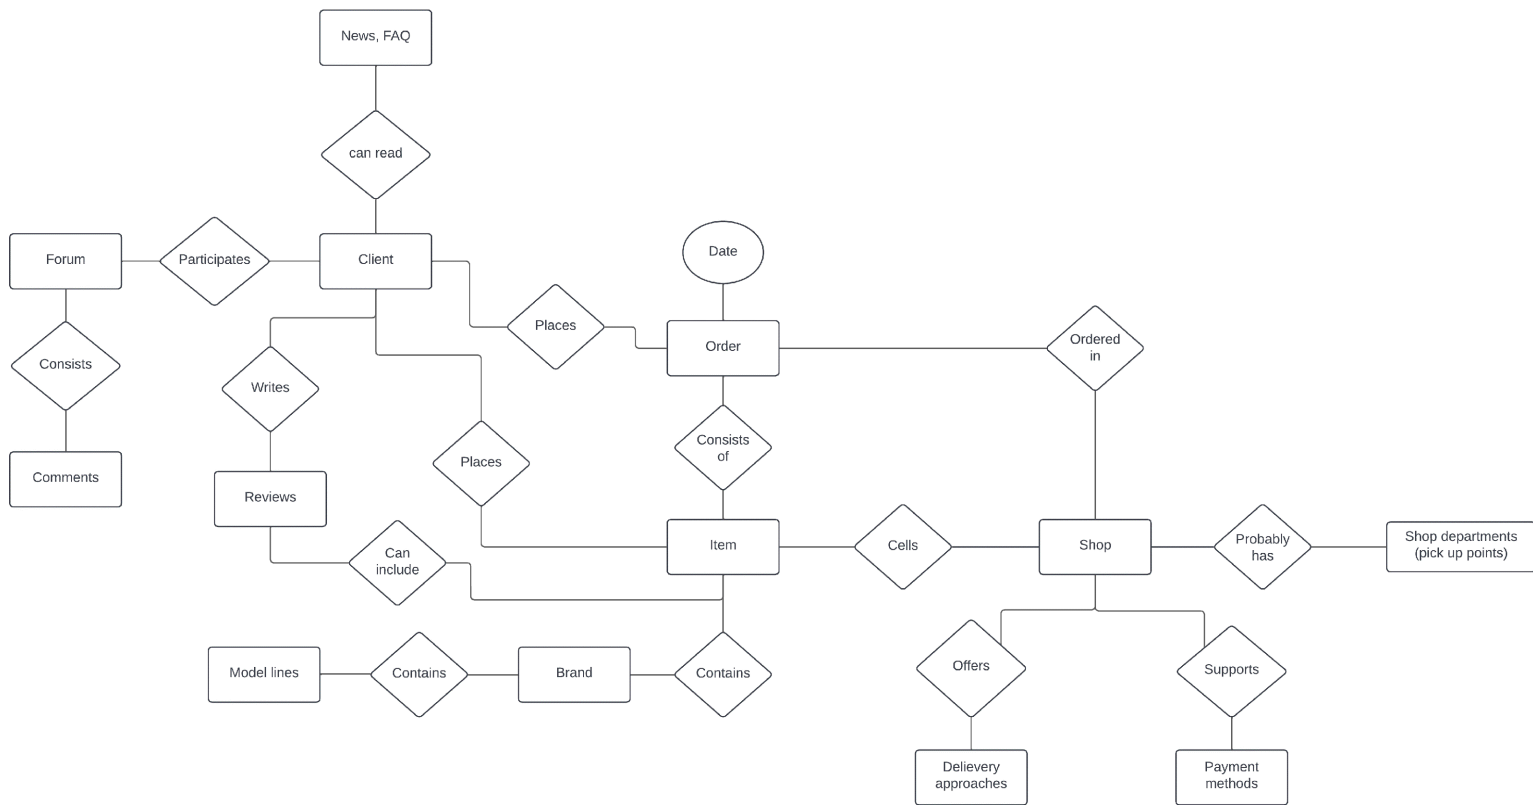 News, FAQ
can read
Forum
Participates
Client
Date
Places
Order
Ordered
in
Consists
Writes
Places
Consists
of
Comments
Reviews
Can
include
Item
Cells
Shop
Probably
has
Shop departments
(pick up points)
Model lines
Contains
Brand
Contains
Offers
Supports
Delievery
approaches
Payment
methods